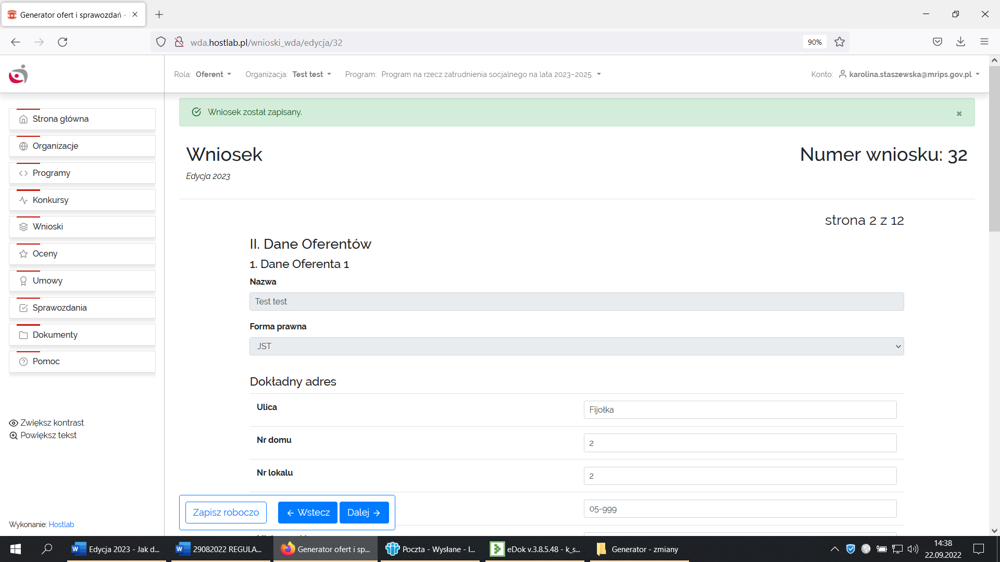 Generator ofert i sprawozdań -
wda.hostlab.pl/wnioski_wda/edycja/32
90%
Rola: Oferent
Organizacja: Test test
Program: Program na rzecz zatrudnienia socjalnego na lata 2023–2025.
Konto: karolina.staszewska@mrips.gov.pl
Strona główna
Organizacje
Programy
Konkursy
Wnioski
Oceny
Umowy
Sprawozdania
Dokumenty
Pomoc
Zwiększ kontrast
Powiększ tekst
Wykonanie: Hostlab
Wniosek został zapisany.
Wniosek
Numer wniosku: 32
Edycja 2023
strona 2 z 12
II. Dane Oferentów
1. Dane Oferenta 1
Nazwa
Test test
Forma prawna
JST
Dokładny adres
Ulica
Fijołka
Nr domu
2
Nr lokalu
2
05-999
Zapisz roboczo
← Wstecz
Dalej →
Edycja 2023 - Jak d...
29082022 REGULA...
Generator ofert i sp...
Poczta - Wysłane - I...
eDok v.3.8.5.48 - k_s...
Generator - zmiany
14:38
22.09.2022